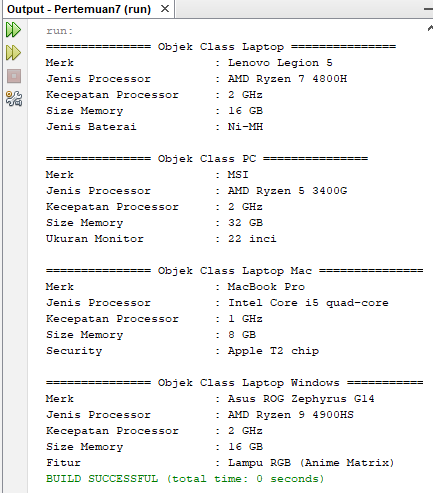 Output - Pertemuan7 (run)
run:
=============== Objek Class Laptop ===============
Merk : Lenovo Legion 5
Jenis Processor : AMD Ryzen 7 4800H
Kecepatan Processor : 2 GHz
Size Memory : 16 GB
Jenis Baterai : Ni-MH
=============== Objek Class PC ===============
Merk : MSI
Jenis Processor : AMD Ryzen 5 3400G
Kecepatan Processor : 2 GHz
Size Memory : 32 GB
Ukuran Monitor : 22 inci
=============== Objek Class Laptop Mac ===============
Merk : MacBook Pro
Jenis Processor : Intel Core i5 quad-core
Kecepatan Processor : 1 GHz
Size Memory : 8 GB
Security : Apple T2 chip
=============== Objek Class Laptop Windows ===========
Merk : Asus ROG Zephyrus G14
Jenis Processor : AMD Ryzen 9 4900HS
Kecepatan Processor : 2 GHz
Size Memory : 16 GB
Fitur : Lampu RGB (Anime Matrix)
BUILD SUCCESSFUL (total time: 0 seconds)